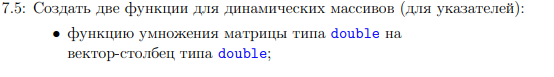 7.5: Создать две функции для динамических массивов (для указателей):
• функцию умножения матрицы типа double на
вектор-столбец типа double;